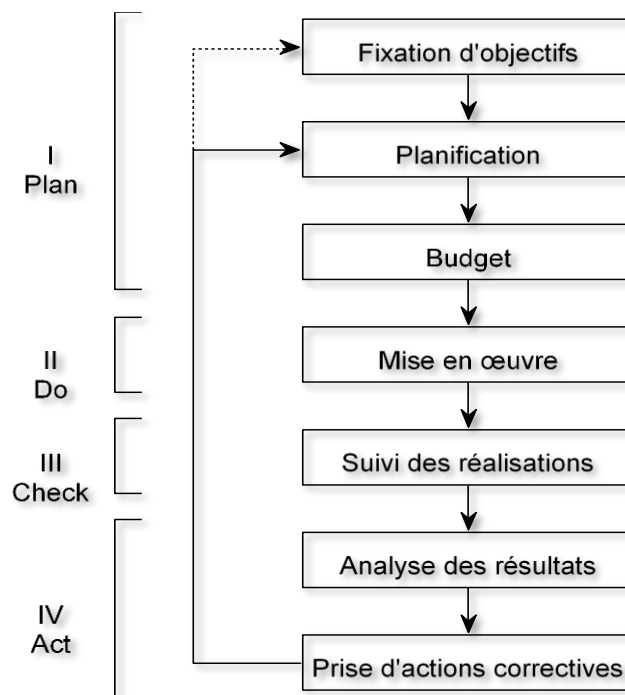 I
Plan
II
Do
III
Check
IV
Act
Fixation d'objectifs
Planification
Budget
Mise en œuvre
Suivi des réalisations
Analyse des résultats
Prise d'actions correctives